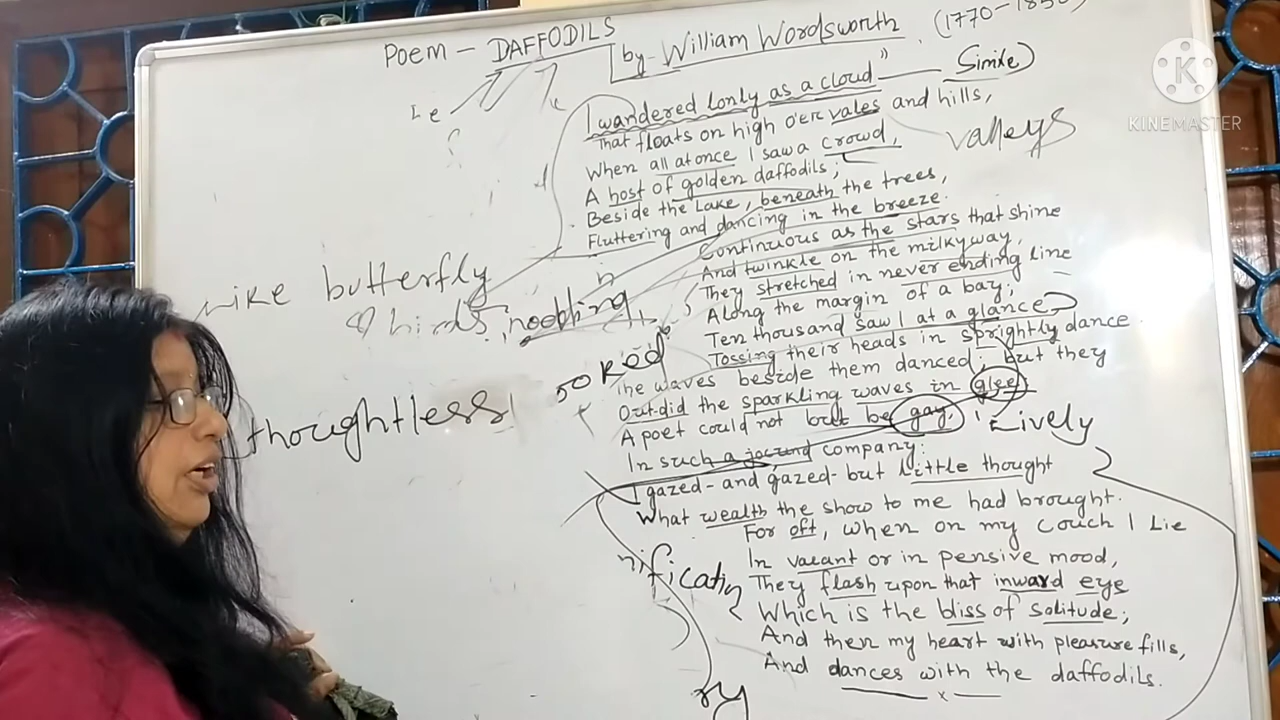 Poem - DAFFODILS
by - William Wordsworth (1770-1850)
I wandered lonly as a cloud" Simile)
That floats on high o'er vales and hills,
valleys
When all at once I saw a crowd,
A host of golden daffodils;
Beside the Lake, beneath the trees,
Fluttering and dancing in the breeze.
Continuous as the stars that shine
And twinkle on the milkyway,
They stretched in never ending line
Along the margin of a bay;
Ten thousand saw I at a glance
Tossing their heads in sprightly dance
The waves beside them danced; but they
Out-did the sparkling waves in glee
A poet could not but be gay,
Lively
In such a jocund company:
I gazed- and gazed- but little thought
What wealth the show to me had brought.
For oft, when on my couch I Lie
In vacant or in pensive mood,
They flash upon that inward eye
Which is the bliss of solitude;
And then my heart with pleasure fills,
And dances with the daffodils.
x
Like butterfly
thoughtless
nification
ry
KINEMASTER